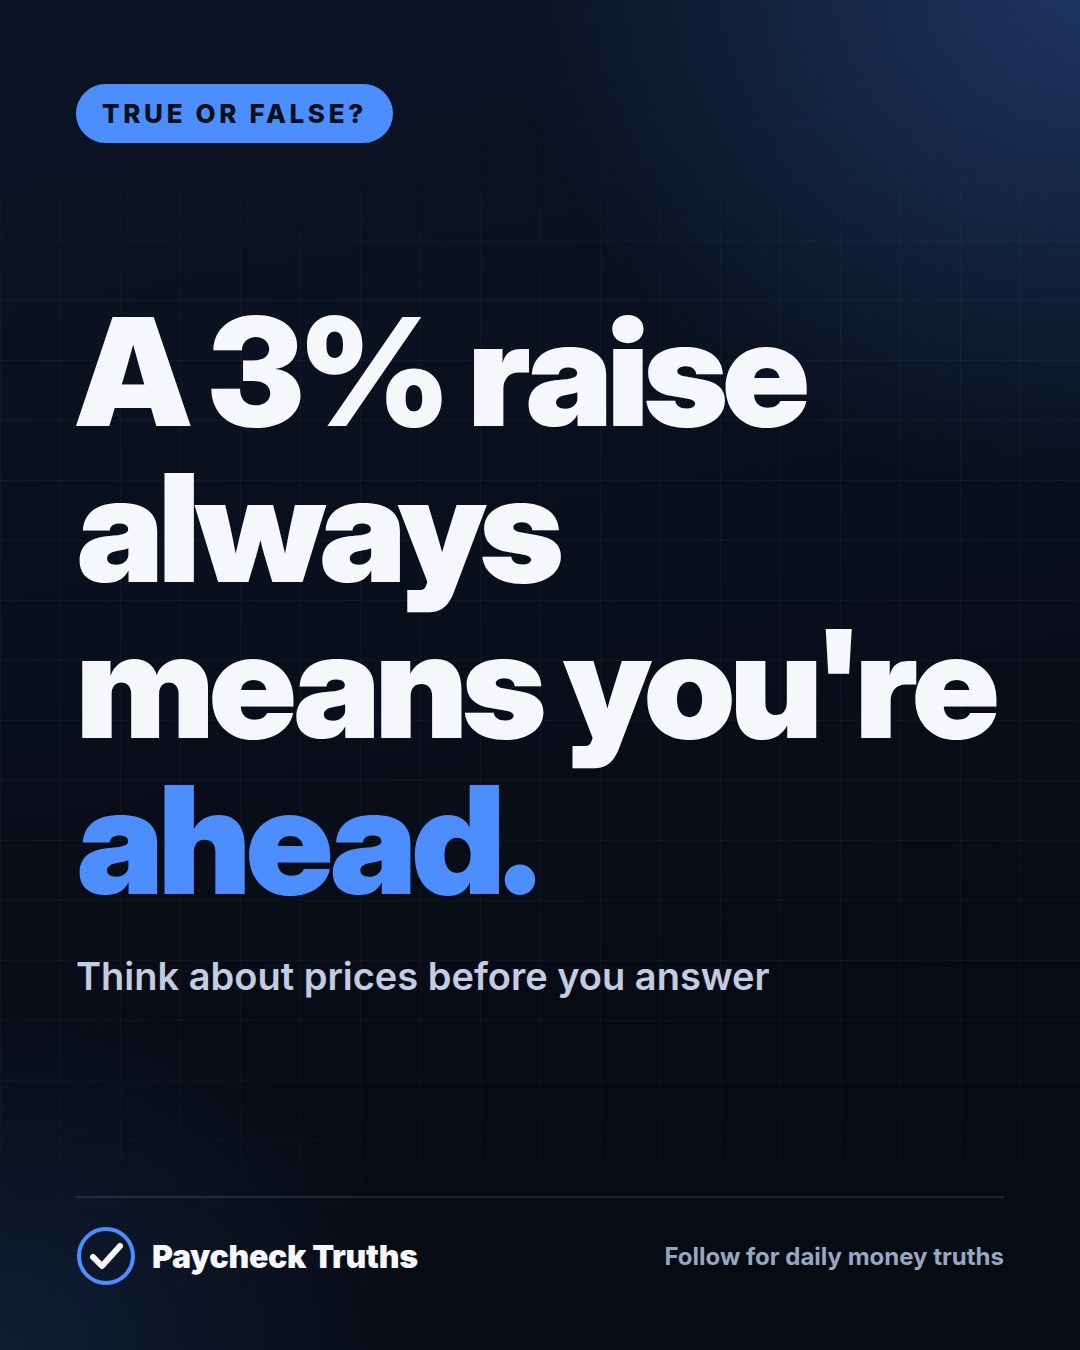 TRUE OR FALSE?
A 3% raise
always
means you're
ahead.
Think about prices before you answer
Paycheck Truths
Follow for daily money truths